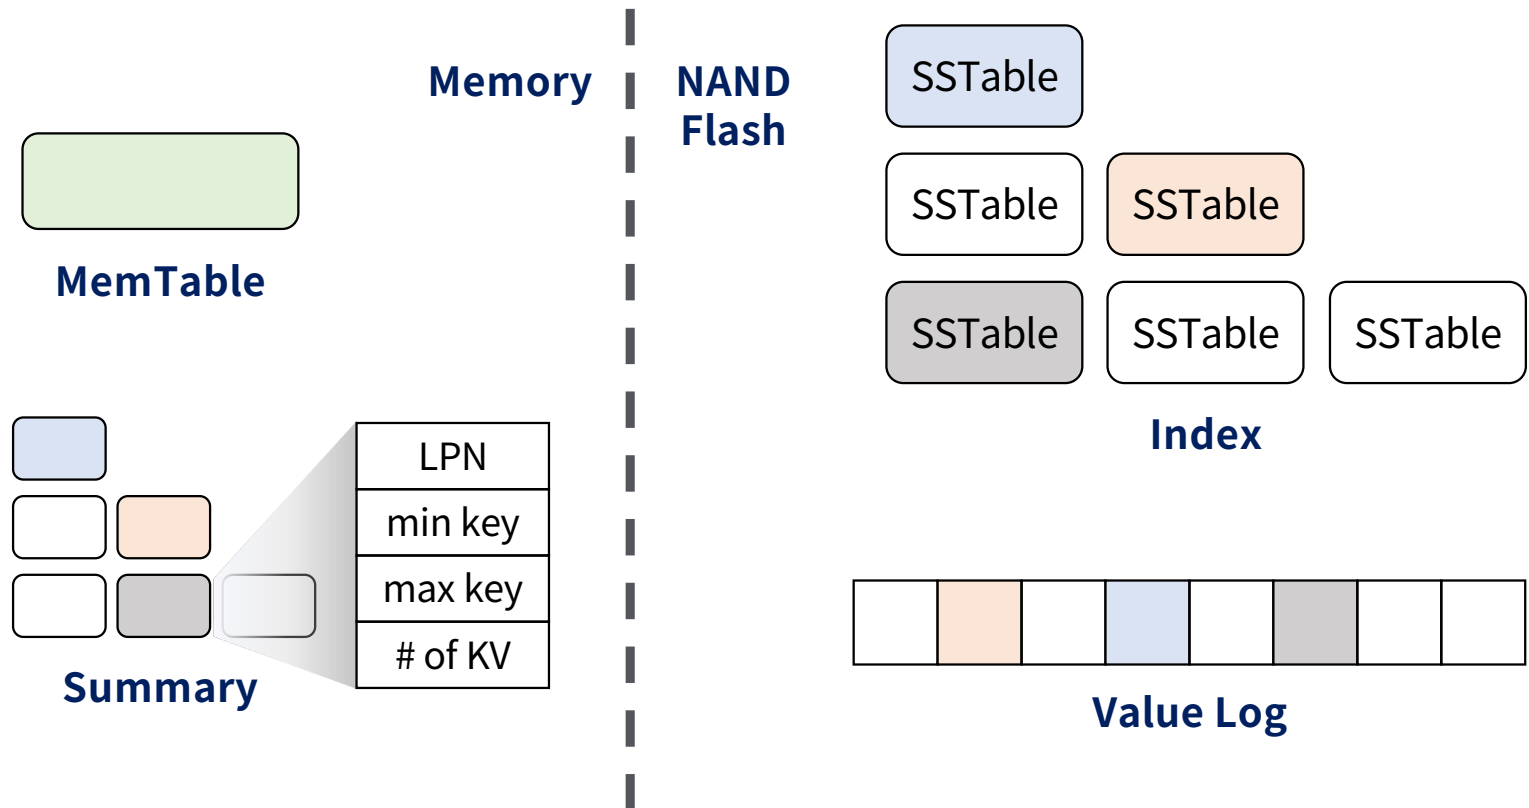 Memory
MemTable
LPN
min key
max key
# of KV
Summary
NAND
Flash
SSTable
SSTable SSTable
SSTable SSTable SSTable
Index
Value Log